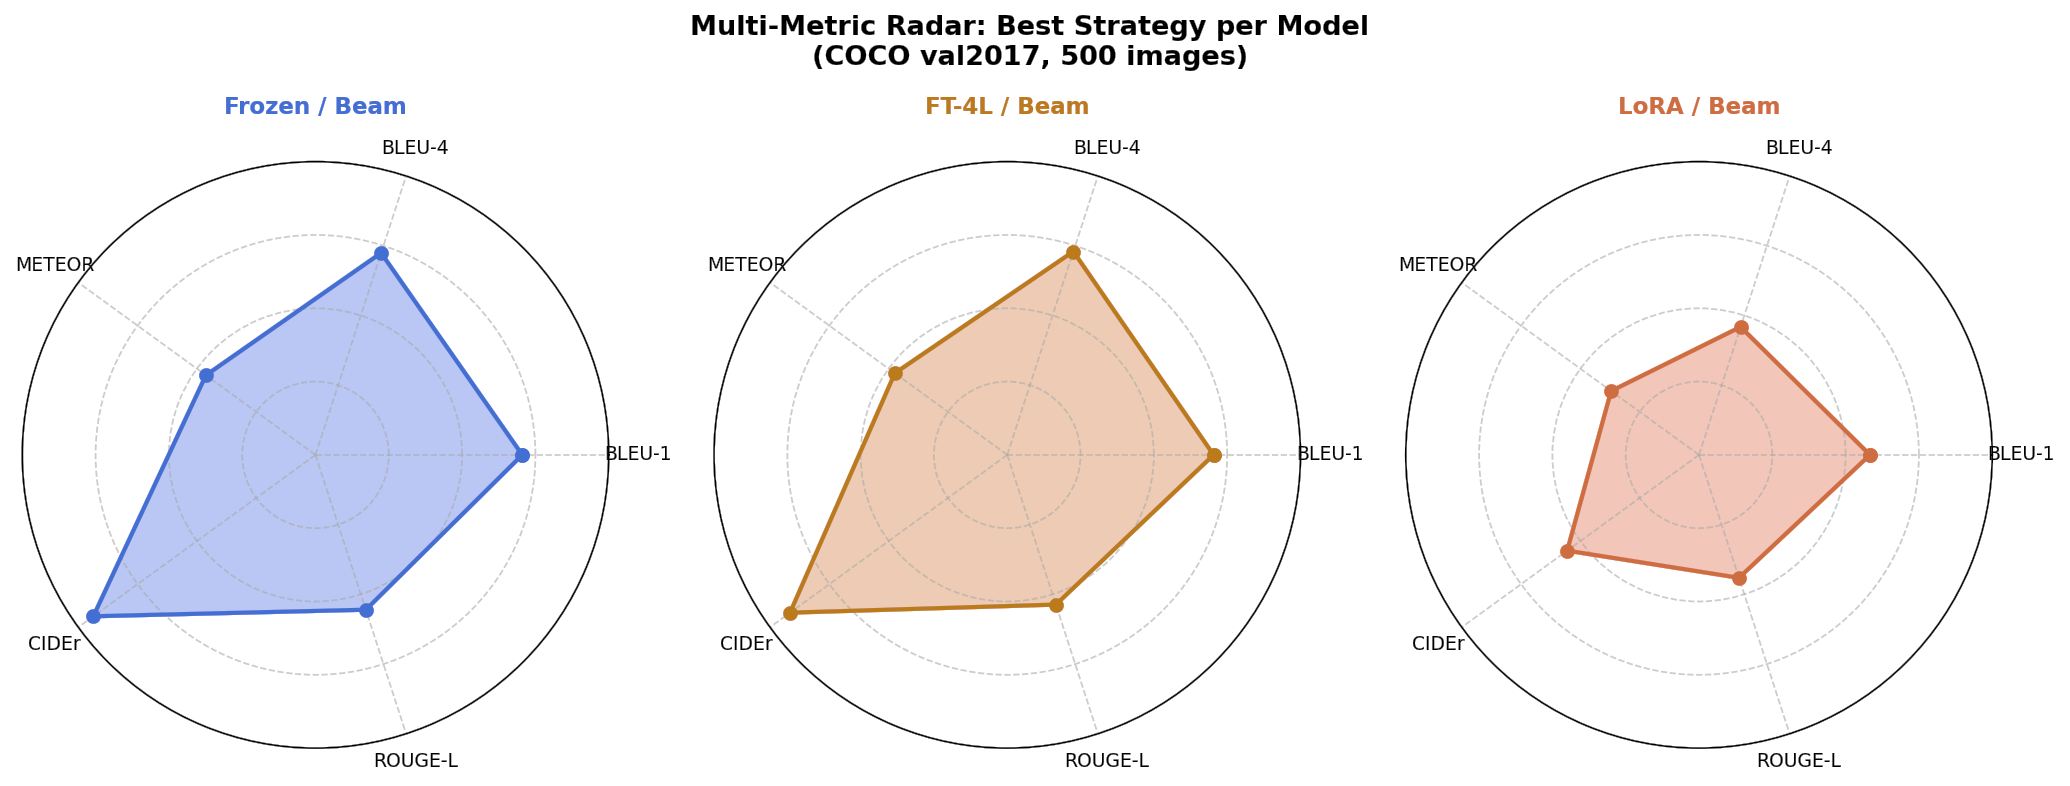 Multi-Metric Radar: Best Strategy per Model
(COCO val2017, 500 images)
Frozen / Beam
BLEU-4
METEOR
BLEU-1
CIDEr
ROUGE-L
FT-4L / Beam
BLEU-4
METEOR
BLEU-1
CIDEr
ROUGE-L
LoRA / Beam
BLEU-4
METEOR
BLEU-1
CIDEr
ROUGE-L